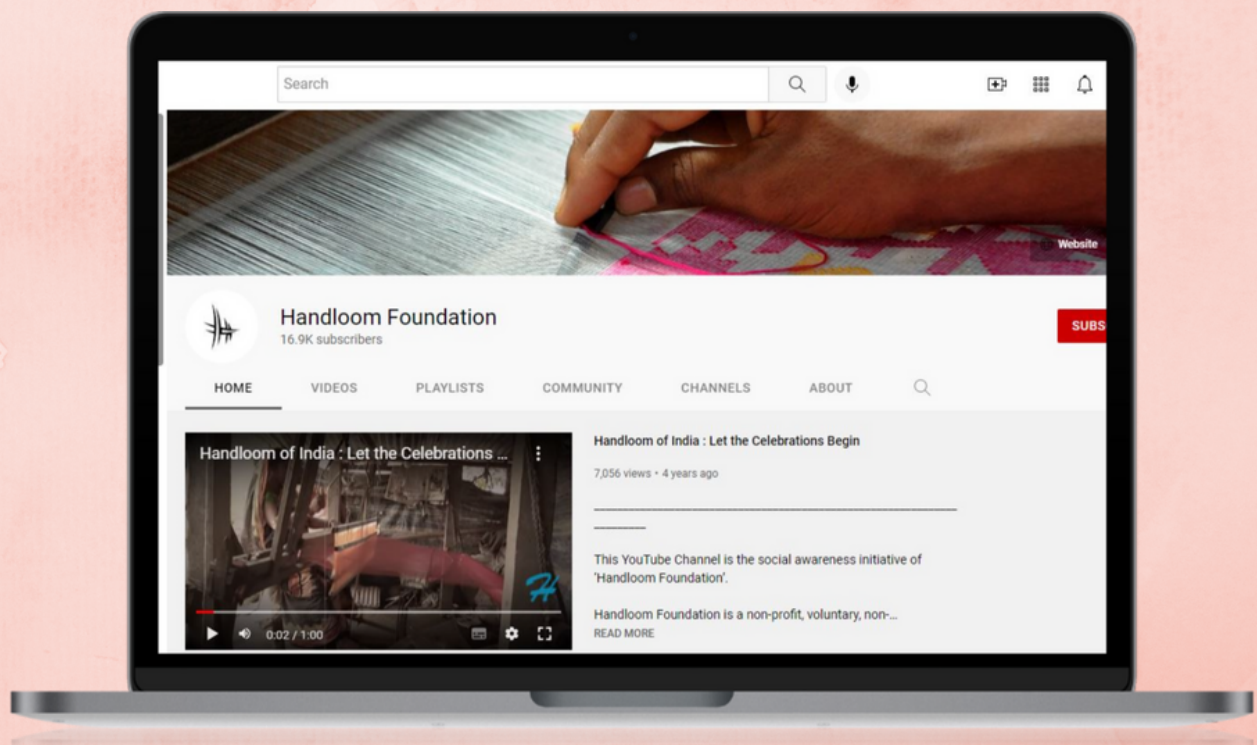 Search
Website
Handloom Foundation
16.9K subscribers
SUBS
HOME VIDEOS PLAYLISTS COMMUNITY CHANNELS ABOUT
Handloom of India : Let the Celebrations ...
0:02 / 1:00
Handloom of India : Let the Celebrations Begin
7,056 views • 4 years ago
This YouTube Channel is the social awareness initiative of
'Handloom Foundation'.
Handloom Foundation is a non-profit, voluntary, non-...
READ MORE